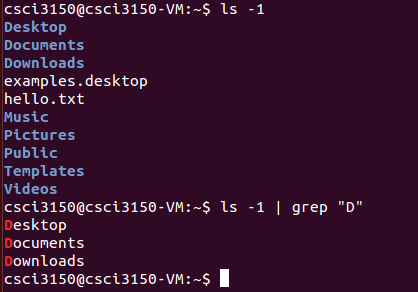 csci3150@csci3150-VM:~$ ls -1
Desktop
Documents
Downloads
examples.desktop
hello.txt
Music
Pictures
Public
Templates
Videos
csci3150@csci3150-VM:~$ ls -1 | grep "D"
Desktop
Documents
Downloads
csci3150@csci3150-VM:~$